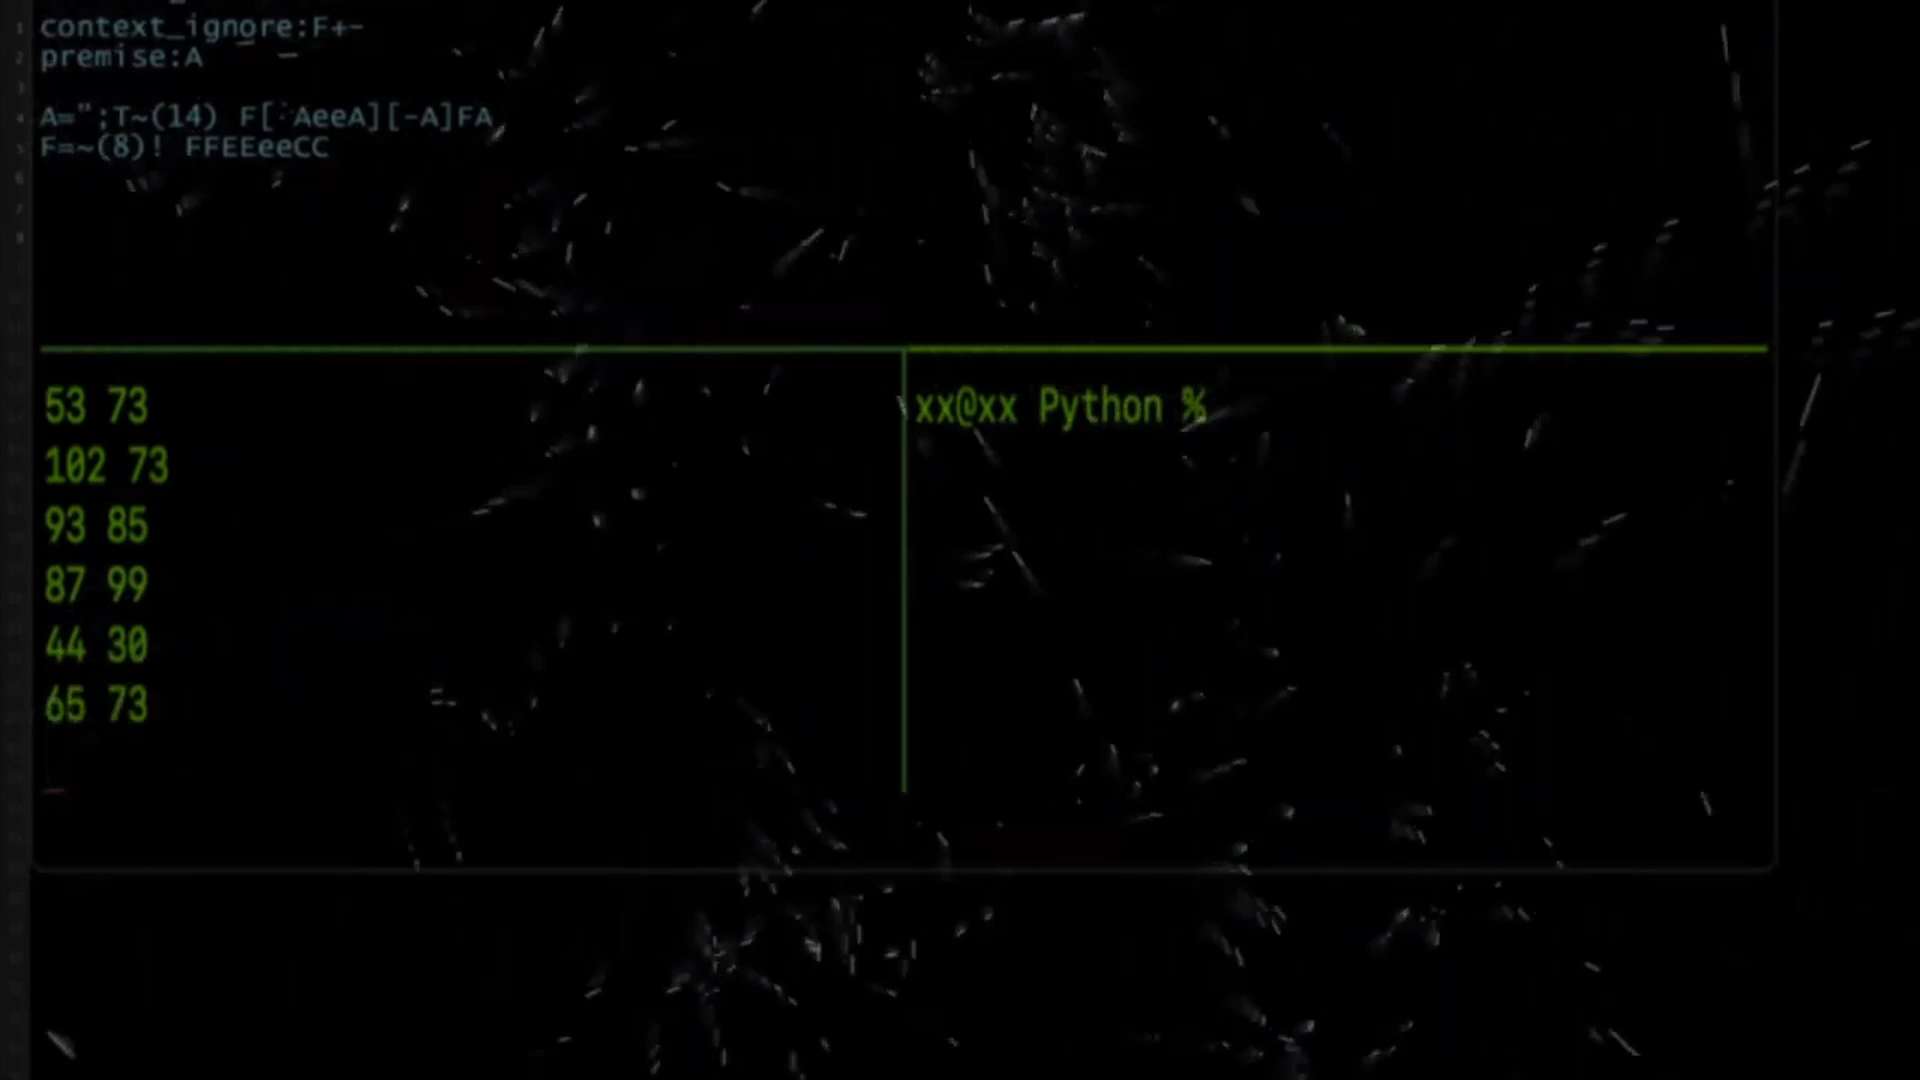 context_ignore:F+-
premise:A
A=";T~(14) F[-AeeA][-A]FA
F=~(8)! FFEEeeCC
53 73
102 73
93 85
87 99
44 30
65 73
xx@xx Python %